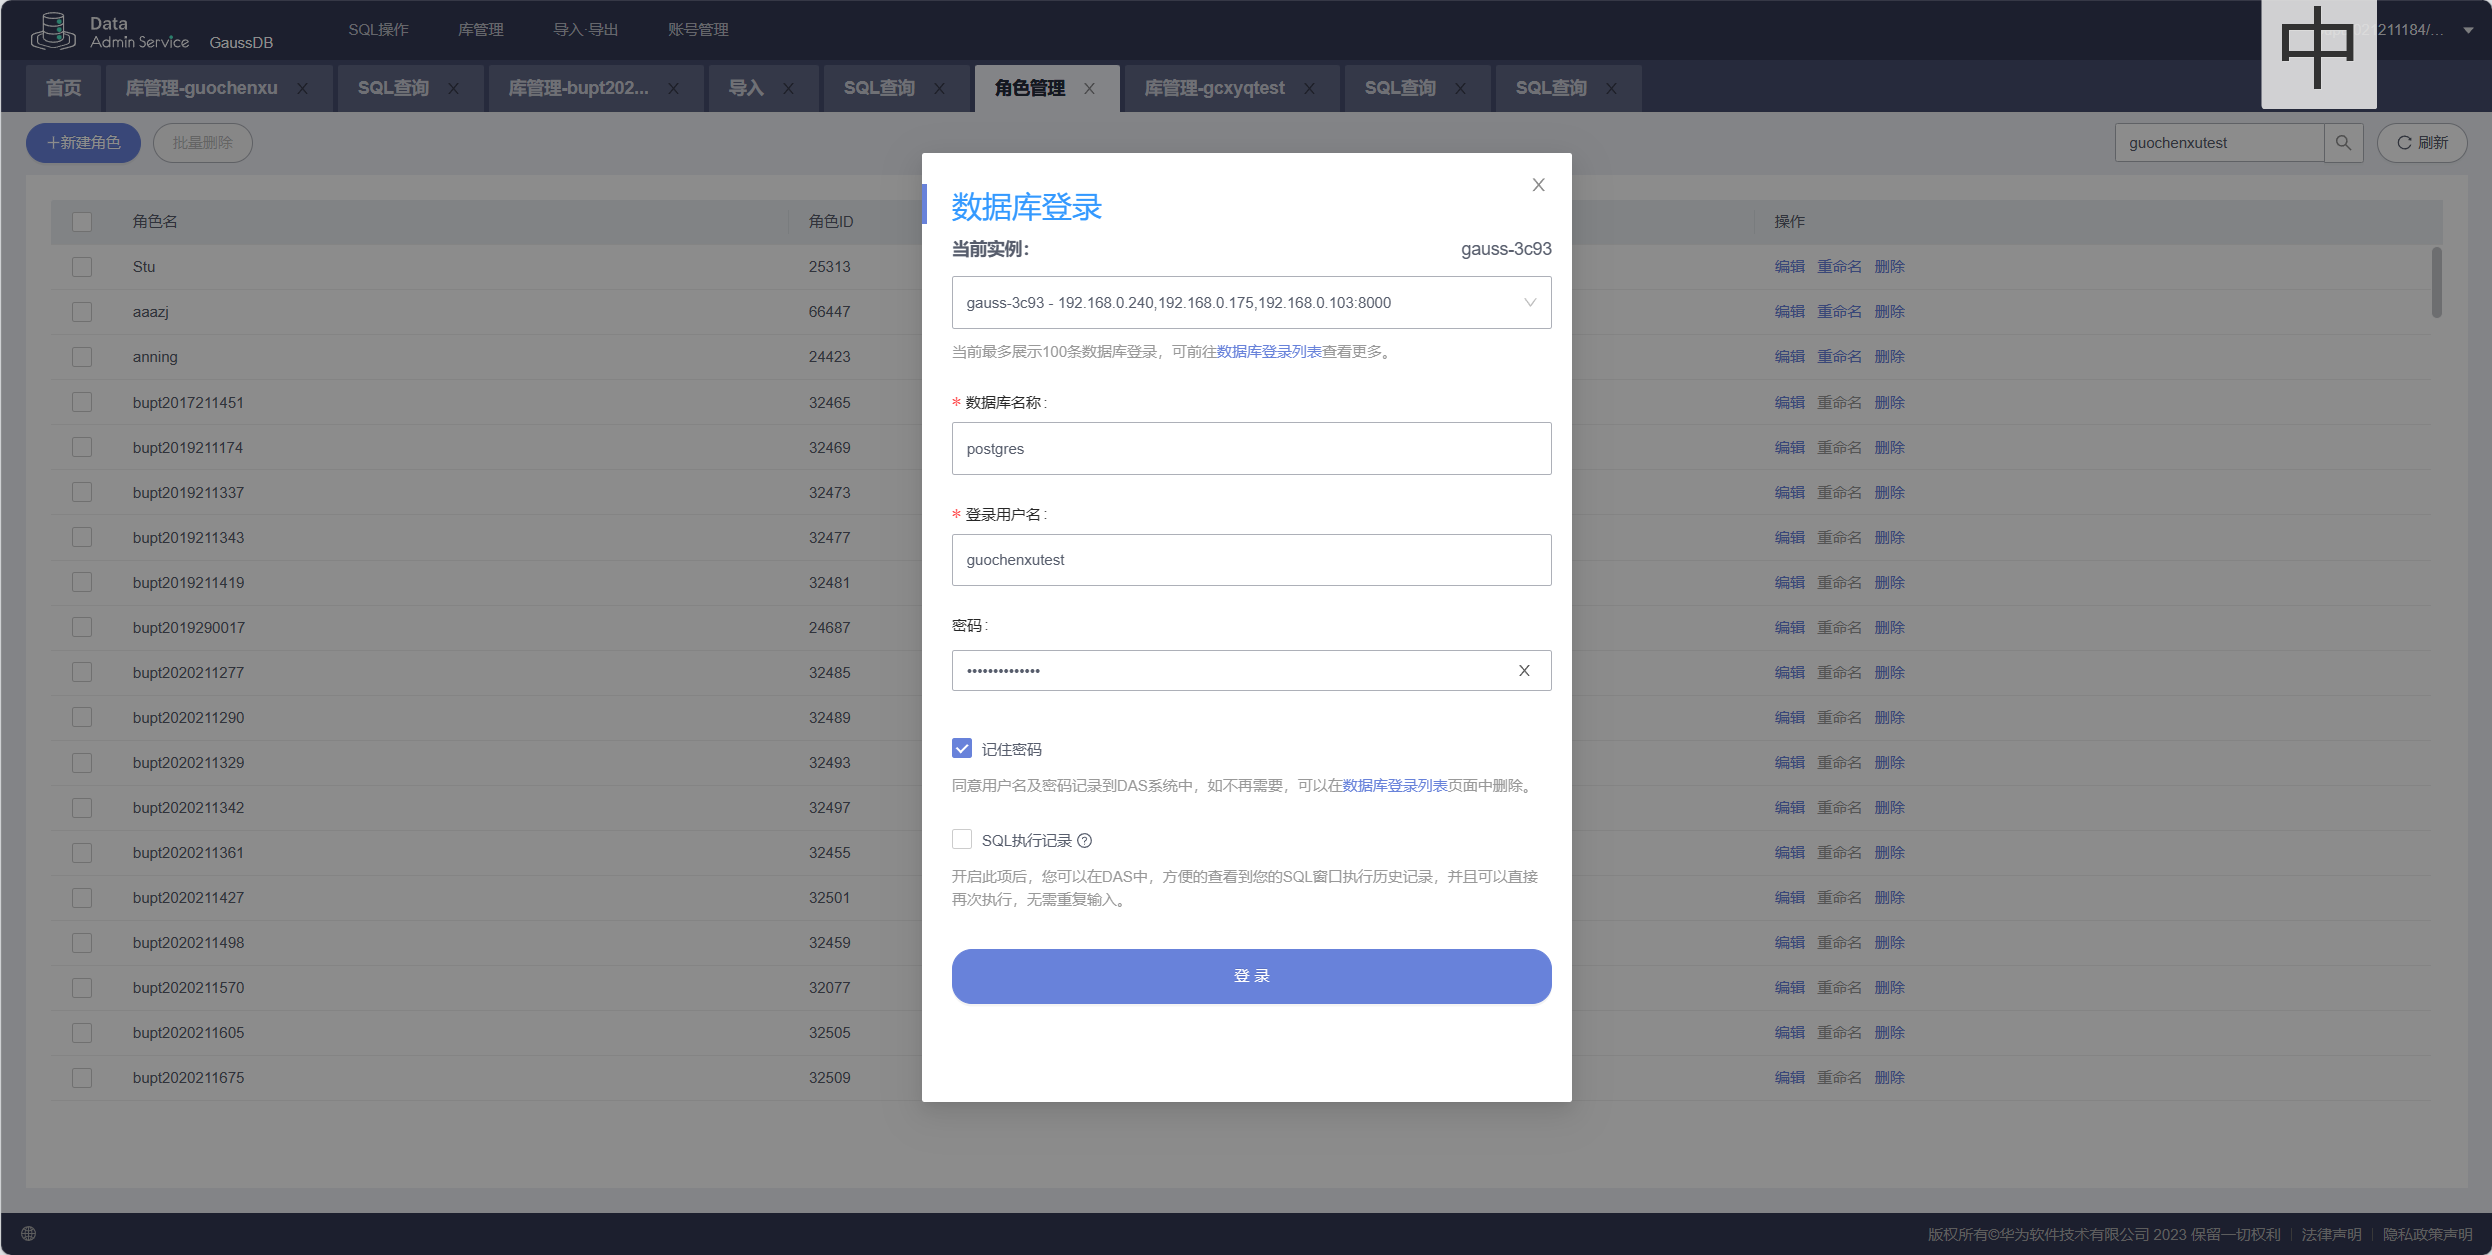 Data
Admin Service GaussDB
SQL操作 库管理 导入·导出 账号管理
中
211184/...
首页 库管理-guochenxu SQL查询 库管理-bupt202... 导入 SQL查询 角色管理 库管理-gcxyqtest SQL查询 SQL查询
+新建角色 批量删除 guochenxutest 刷新
角色名 角色ID 操作
Stu 25313 编辑 重命名 删除
aaazj 66447 编辑 重命名 删除
anning 24423 编辑 重命名 删除
bupt2017211451 32465 编辑 重命名 删除
bupt2019211174 32469 编辑 重命名 删除
bupt2019211337 32473 编辑 重命名 删除
bupt2019211343 32477 编辑 重命名 删除
bupt2019211419 32481 编辑 重命名 删除
bupt2019290017 24687 编辑 重命名 删除
bupt2020211277 32485 编辑 重命名 删除
bupt2020211290 32489 编辑 重命名 删除
bupt2020211329 32493 编辑 重命名 删除
bupt2020211342 32497 编辑 重命名 删除
bupt2020211361 32455 编辑 重命名 删除
bupt2020211427 32501 编辑 重命名 删除
bupt2020211498 32459 编辑 重命名 删除
bupt2020211570 32077 编辑 重命名 删除
bupt2020211605 32505 编辑 重命名 删除
bupt2020211675 32509 编辑 重命名 删除
数据库登录
当前实例: gauss-3c93
gauss-3c93 - 192.168.0.240,192.168.0.175,192.168.0.103:8000
当前最多展示100条数据库登录，可前往数据库登录列表查看更多。
* 数据库名称:
postgres
* 登录用户名:
guochenxutest
密码:
••••••••••••••
记住密码
同意用户名及密码记录到DAS系统中，如不再需要，可以在数据库登录列表页面中删除。
SQL执行记录
开启此项后，您可以在DAS中，方便的查看到您的SQL窗口执行历史记录，并且可以直接
再次执行，无需重复输入。
登 录
版权所有©华为软件技术有限公司 2023 保留一切权利 | 法律声明 | 隐私政策声明